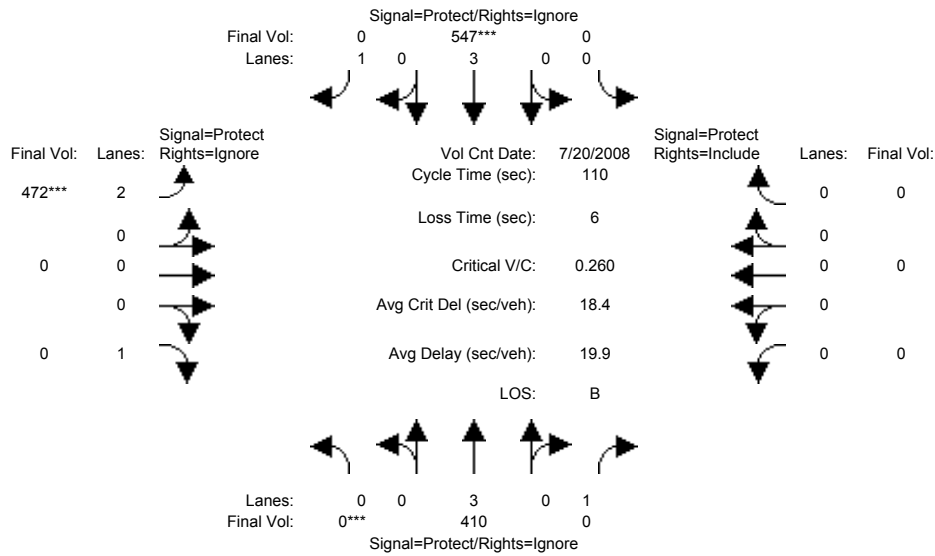 Signal=Protect/Rights=Ignore
Final Vol: 0 547*** 0
Lanes: 1 0 3 0 0
Signal=Protect
Final Vol: Lanes: Rights=Ignore
Vol Cnt Date: 7/20/2008
Signal=Protect
Rights=Include Lanes: Final Vol:
Cycle Time (sec): 110
472*** 2
0 0
Loss Time (sec): 6
0
0
0 0
Critical V/C: 0.260
0 0
0
Avg Crit Del (sec/veh): 18.4
0
0 1
Avg Delay (sec/veh): 19.9
0 0
LOS: B
Lanes: 0 0 3 0 1
Final Vol: 0*** 410 0
Signal=Protect/Rights=Ignore